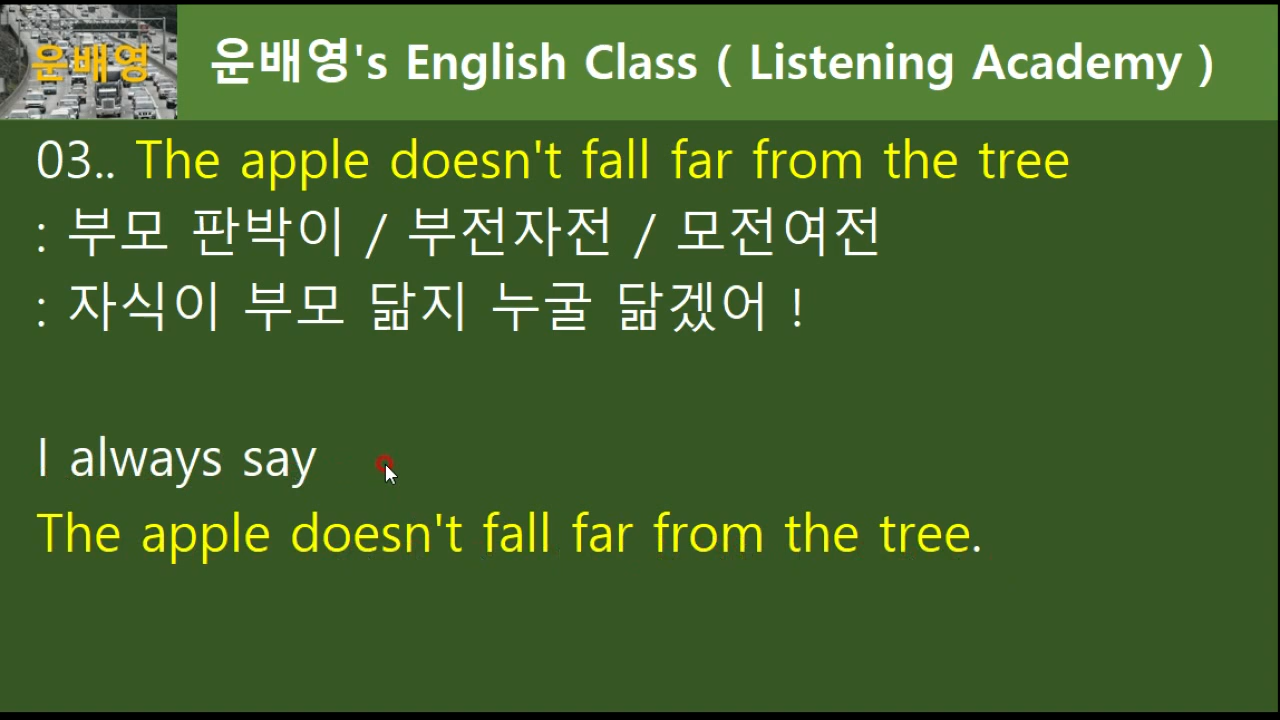 운배영
운배영's English Class ( Listening Academy )
03.. The apple doesn't fall far from the tree
: 부모 판박이 / 부전자전 / 모전여전
: 자식이 부모 닮지 누굴 닮겠어 !
I always say
The apple doesn't fall far from the tree.